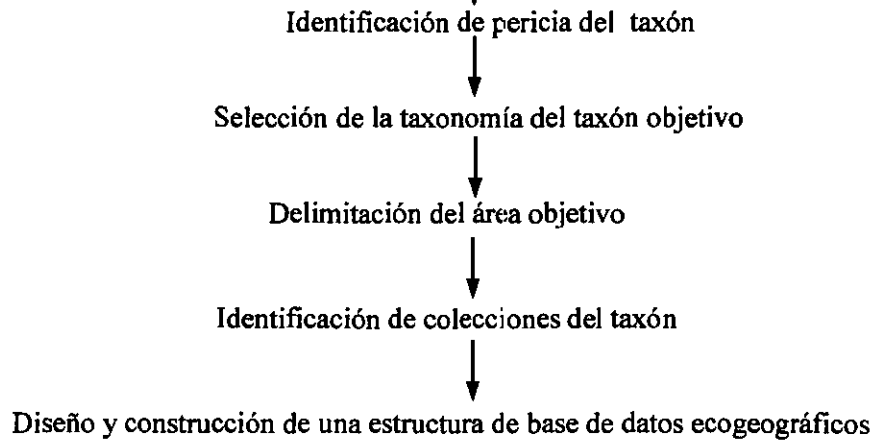 Identificación de pericia del taxón
Selección de la taxonomía del taxón objetivo
Delimitación del área objetivo
Identificación de colecciones del taxón
Diseño y construcción de una estructura de base de datos ecogeográficos